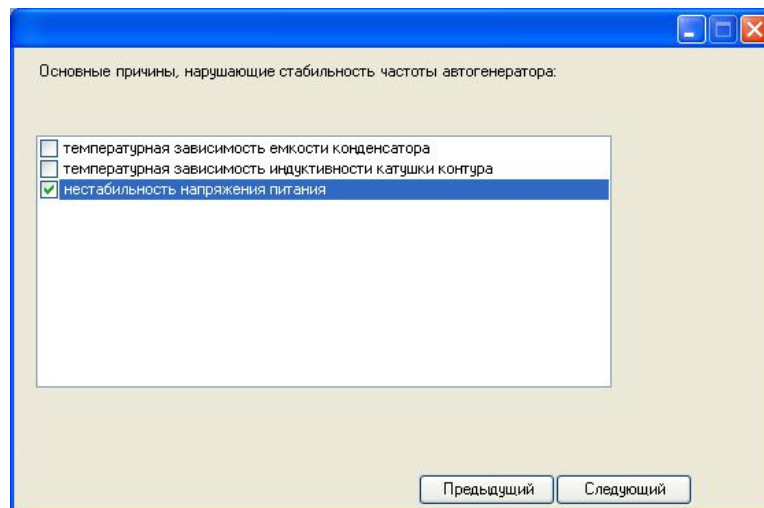 Основные причины, нарушающие стабильность частоты автогенератора:
температурная зависимость емкости конденсатора
температурная зависимость индуктивности катушки контура
нестабильность напряжения питания
Предыдущий Следующий